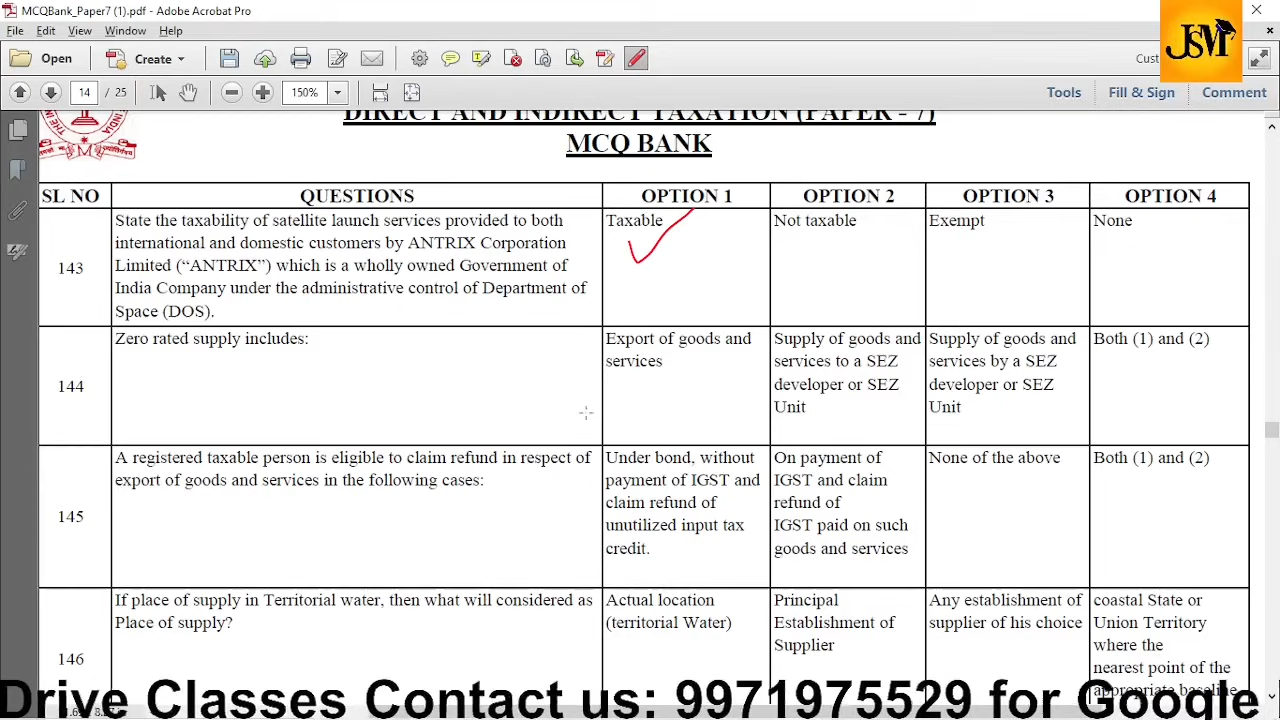 MCQBank_Paper7 (1).pdf - Adobe Acrobat Pro
File Edit View Window Help
Open Create Cust
JSM
14 / 25 150% Tools Fill & Sign Comment
DIRECT AND INDIRECT TAXATION (PAPER - 7)
MCQ BANK
SL NO QUESTIONS OPTION 1 OPTION 2 OPTION 3 OPTION 4
143
State the taxability of satellite launch services provided to both
international and domestic customers by ANTRIX Corporation
Limited (“ANTRIX”) which is a wholly owned Government of
India Company under the administrative control of Department of
Space (DOS).
Taxable
Not taxable
Exempt
None
144
Zero rated supply includes:
Export of goods and
services
Supply of goods and
services to a SEZ
developer or SEZ
Unit
Supply of goods and
services by a SEZ
developer or SEZ
Unit
Both (1) and (2)
145
A registered taxable person is eligible to claim refund in respect of
export of goods and services in the following cases:
Under bond, without
payment of IGST and
claim refund of
unutilized input tax
credit.
On payment of
IGST and claim
refund of
IGST paid on such
goods and services
None of the above
Both (1) and (2)
146
If place of supply in Territorial water, then what will considered as
Place of supply?
Actual location
(territorial Water)
Principal
Establishment of
Supplier
Any establishment of
supplier of his choice
coastal State or
Union Territory
where the
nearest point of the
appropriate baseline
Drive Classes Contact us: 9971975529 for Google